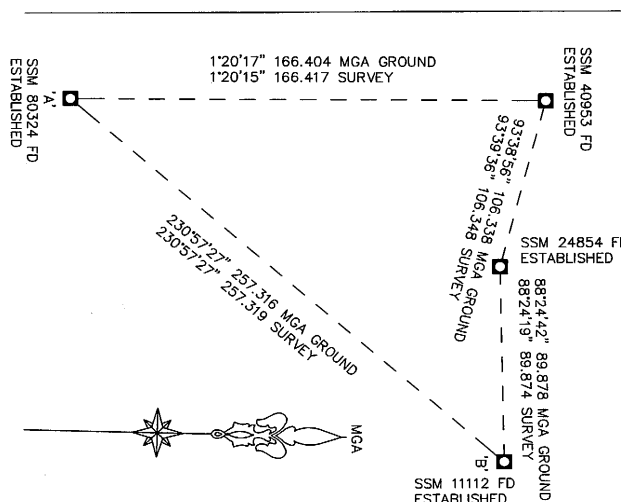 1°20'17" 166.404 MGA GROUND
1°20'15" 166.417 SURVEY
SSM 40953 FD
ESTABLISHED
SSM 80324 FD
ESTABLISHED
'A'
93°38'56" 106.338 MGA GROUND
93°39'36" 106.348 SURVEY
SSM 24854 F
ESTABLISHED
230°57'27" 257.316 MGA GROUND
230°57'27" 257.319 SURVEY
88°24'42" 89.878 MGA GROUND
88°24'19" 89.874 SURVEY
MGA
'B'
SSM 11112 FD
ESTABLISHED